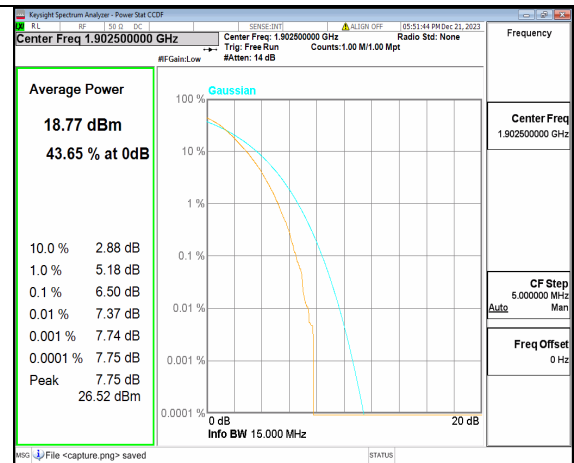 Keysight Spectrum Analyzer - Power Stat CCDF
RL RF 50 Ω DC SENSE:INT ALIGN OFF 05:51:44 PM Dec 21, 2023
Center Freq 1.902500000 GHz
Center Freq: 1.902500000 GHz Radio Std: None
Trig: Free Run Counts:1.00 M/1.00 Mpt
#IFGain:Low #Atten: 14 dB
Frequency
Average Power
18.77 dBm
43.65 % at 0dB
10.0 % 2.88 dB
1.0 % 5.18 dB
0.1 % 6.50 dB
0.01 % 7.37 dB
0.001 % 7.74 dB
0.0001 % 7.75 dB
Peak 7.75 dB
26.52 dBm
Gaussian
100 %
10 %
1 %
0.1 %
0.01 %
0.001 %
0.0001 %
0 dB 20 dB
Info BW 15.000 MHz
Center Freq
1.902500000 GHz
CF Step
5.000000 MHz
Auto Man
Freq Offset
0 Hz
MSG File <capture.png> saved STATUS